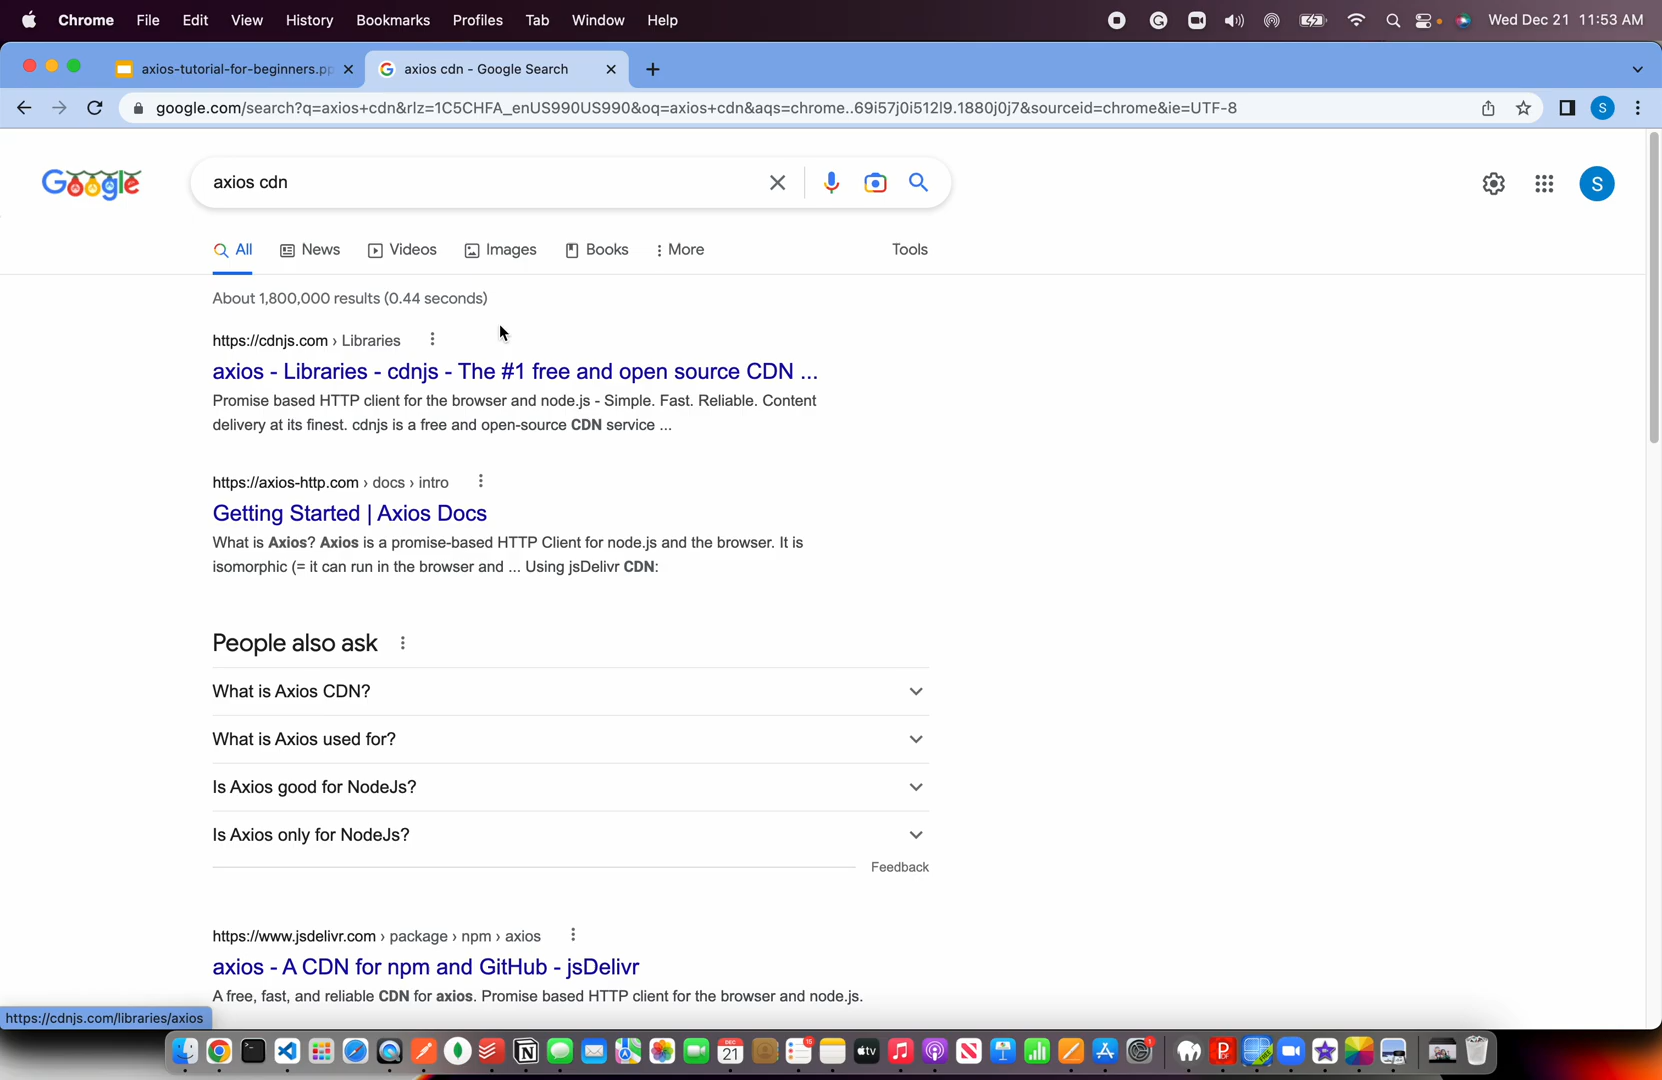 Chrome File Edit View History Bookmarks Profiles Tab Window Help Wed Dec 21 11:53 AM
axios-tutorial-for-beginners.pp axios cdn - Google Search
google.com/search?q=axios+cdn&rlz=1C5CHFA_enUS990US990&oq=axios+cdn&aqs=chrome..69i57j0i512l9.1880j0j7&sourceid=chrome&ie=UTF-8 S
Google axios cdn S
All News Videos Images Books More Tools
About 1,800,000 results (0.44 seconds)
https://cdnjs.com › Libraries
axios - Libraries - cdnjs - The #1 free and open source CDN ...
Promise based HTTP client for the browser and node.js - Simple. Fast. Reliable. Content
delivery at its finest. cdnjs is a free and open-source CDN service ...
https://axios-http.com › docs › intro
Getting Started | Axios Docs
What is Axios? Axios is a promise-based HTTP Client for node.js and the browser. It is
isomorphic (= it can run in the browser and ... Using jsDelivr CDN:
People also ask
What is Axios CDN?
What is Axios used for?
Is Axios good for NodeJs?
Is Axios only for NodeJs?
Feedback
https://www.jsdelivr.com › package › npm › axios
axios - A CDN for npm and GitHub - jsDelivr
A free, fast, and reliable CDN for axios. Promise based HTTP client for the browser and node.js.
https://cdnjs.com/libraries/axios
DEC
21 15 tv 1